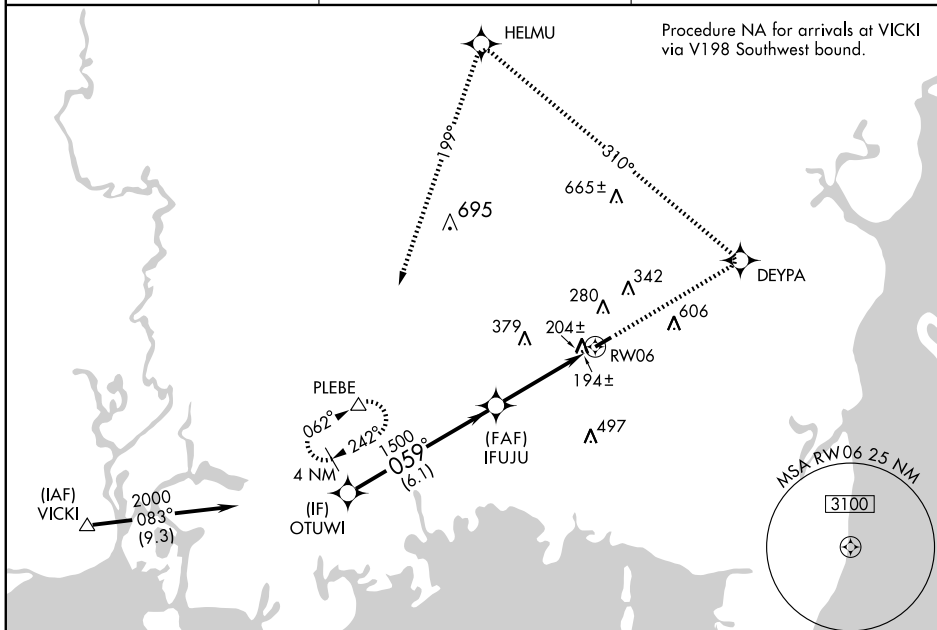 HELMU
Procedure NA for arrivals at VICKI
via V198 Southwest bound.
199°
310°
665±
695
DEYPA
342
280
606
379
204±
RW06
194±
PLEBE
062°
242°
1500
059°
(6.1)
4 NM
(FAF)
IFUJU
497
(IAF)
VICKI
2000
083°
(9.3)
(IF)
OTUWI
MSA RW06 25 NM
3100